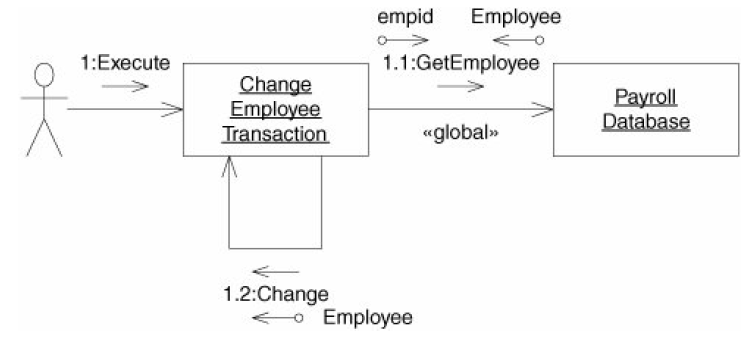 empid Employee
1:Execute
1.1:GetEmployee
Change
Employee
Transaction
Payroll
Database
«global»
1.2:Change
Employee